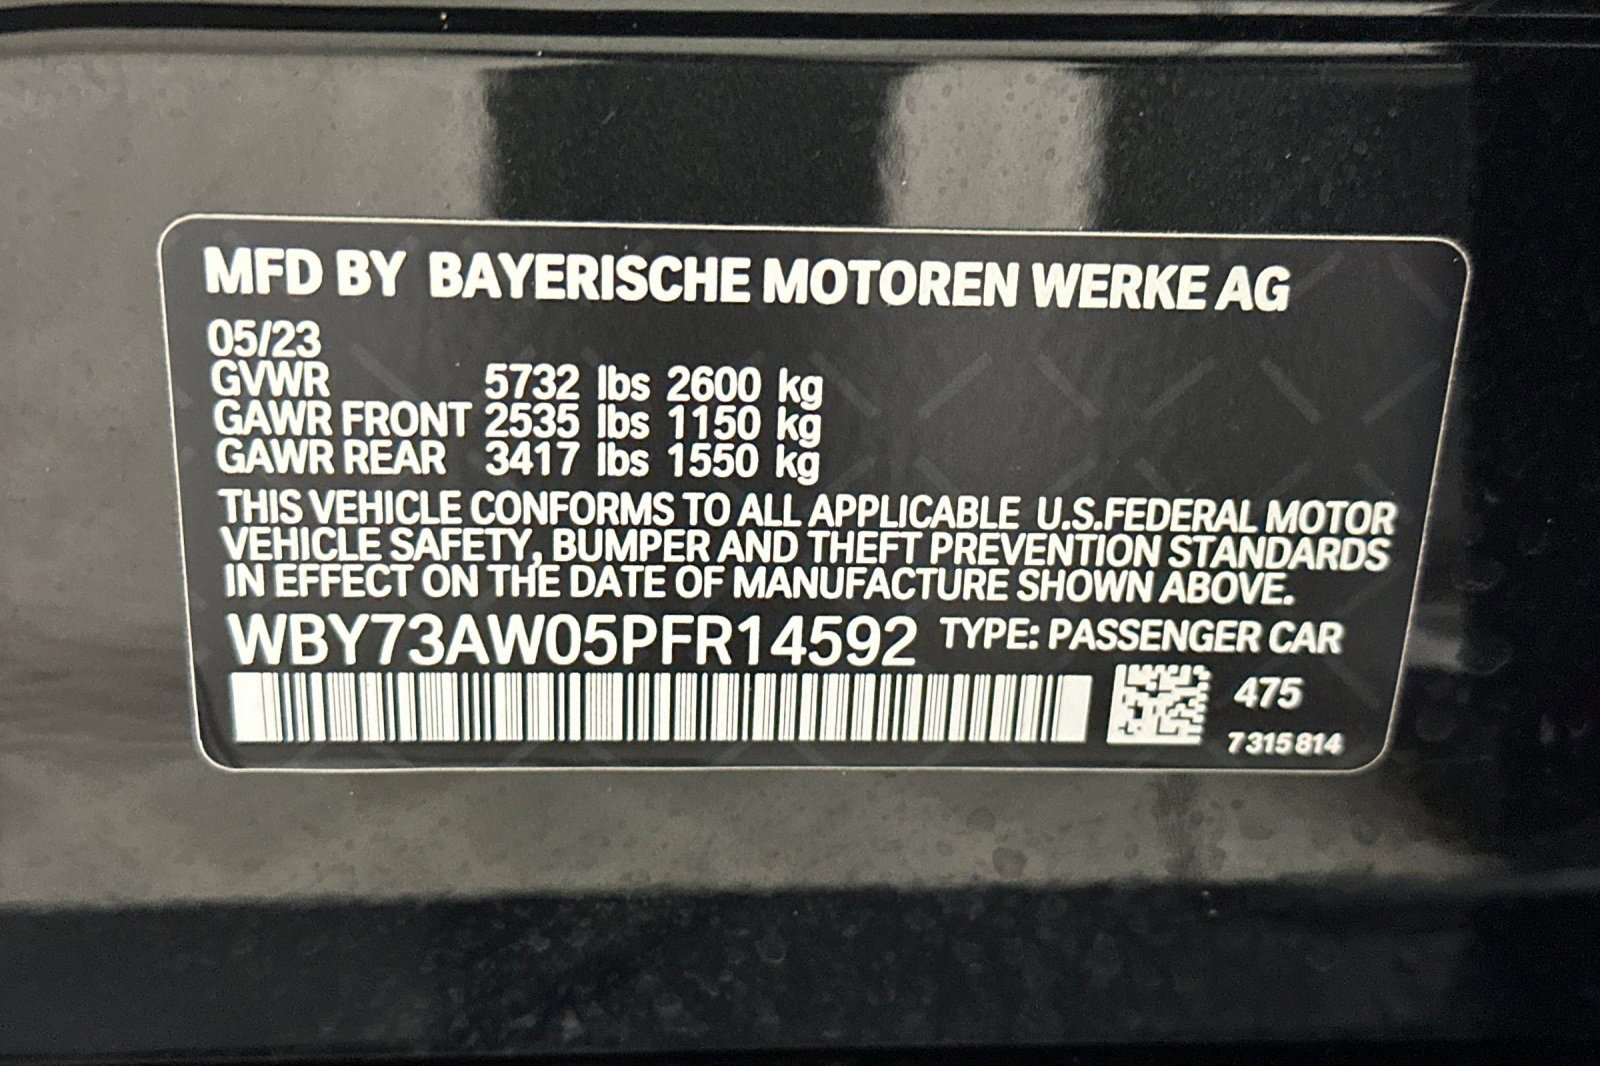 MFD BY BAYERISCHE MOTOREN WERKE AG
05/23
GVWR 5732 lbs 2600 kg
GAWR FRONT 2535 lbs 1150 kg
GAWR REAR 3417 lbs 1550 kg
THIS VEHICLE CONFORMS TO ALL APPLICABLE U.S.FEDERAL MOTOR
VEHICLE SAFETY, BUMPER AND THEFT PREVENTION STANDARDS
IN EFFECT ON THE DATE OF MANUFACTURE SHOWN ABOVE.
WBY73AW05PFR14592 TYPE: PASSENGER CAR
475
7315814